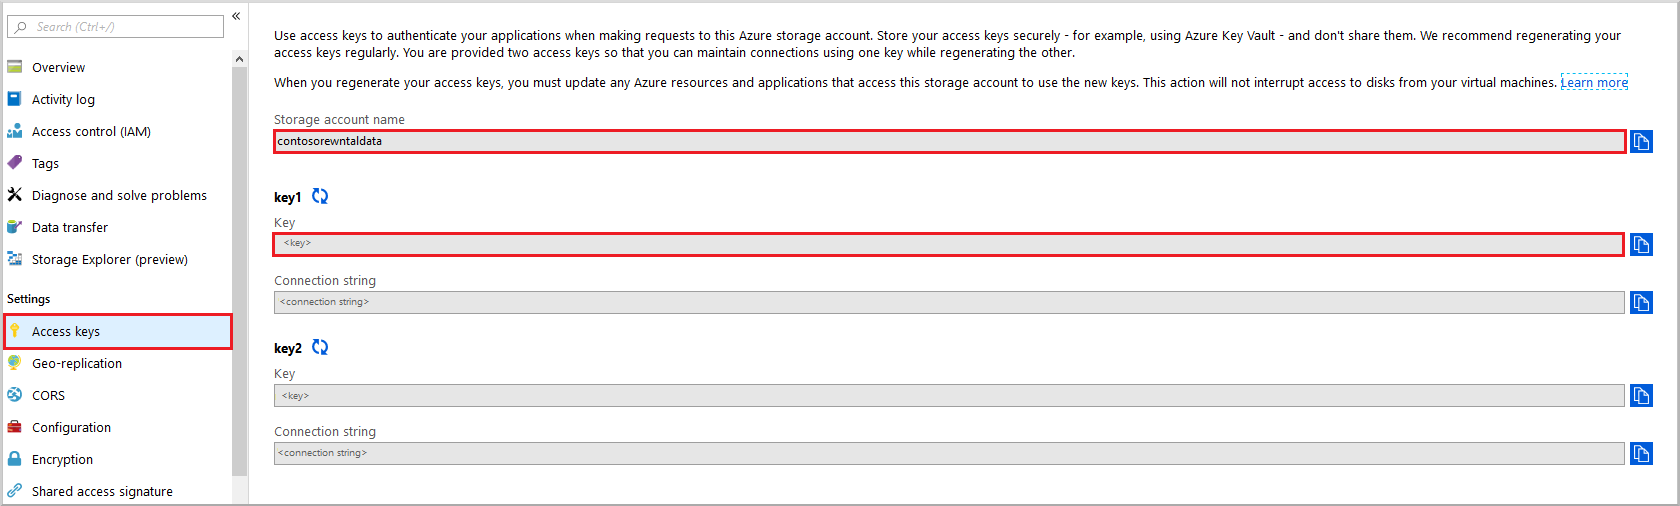 Search (Ctrl+/)
«
Overview
Activity log
Access control (IAM)
Tags
Diagnose and solve problems
Data transfer
Storage Explorer (preview)
Settings
Access keys
Geo-replication
CORS
Configuration
Encryption
Shared access signature
Use access keys to authenticate your applications when making requests to this Azure storage account. Store your access keys securely - for example, using Azure Key Vault - and don't share them. We recommend regenerating your
access keys regularly. You are provided two access keys so that you can maintain connections using one key while regenerating the other.
When you regenerate your access keys, you must update any Azure resources and applications that access this storage account to use the new keys. This action will not interrupt access to disks from your virtual machines. Learn more
Storage account name
contosorewntaldata
key1
Key
<key>
Connection string
<connection string>
key2
Key
<key>
Connection string
<connection string>